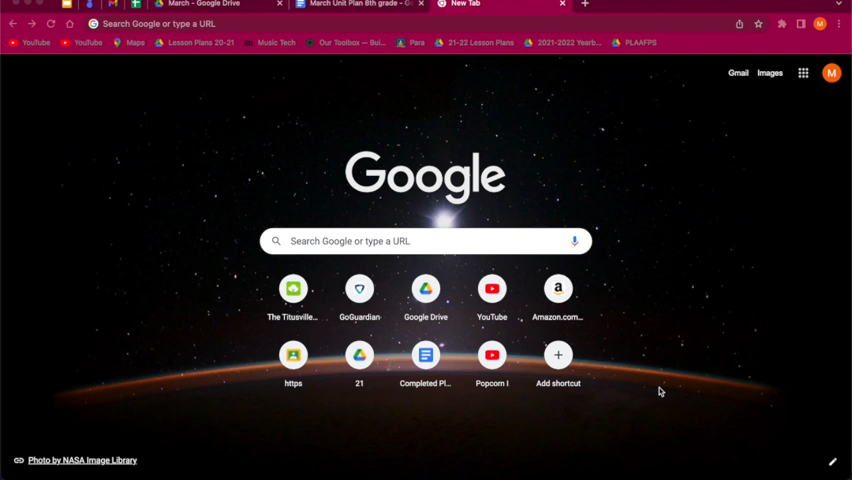 March - Google Drive
March Unit Plan 8th grade - Go
New Tab
Search Google or type a URL
M
YouTube
YouTube
Maps
Lesson Plans 20-21
Music Tech
Our Toolbox — Bui...
Para
21-22 Lesson Plans
2021-2022 Yearb...
PLAAFPS
Gmail
Images
M
Google
Search Google or type a URL
The Titusville...
GoGuardian
Google Drive
YouTube
Amazon.com...
https
21
Completed Pl...
Popcorn I
Add shortcut
Photo by NASA Image Library